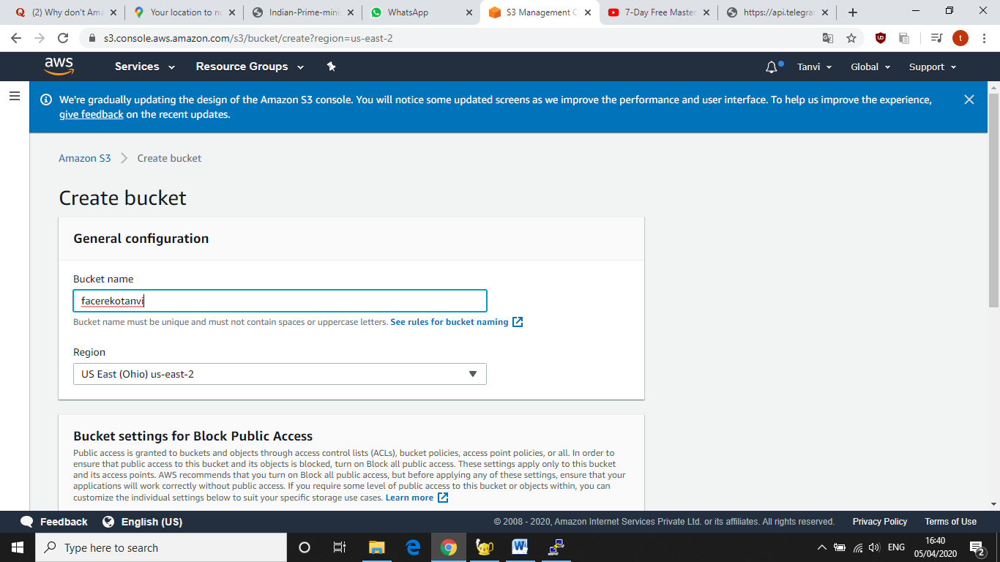 (2) Why don't Ama
Your location to no
Indian-Prime-minis
WhatsApp
S3 Management C
7-Day Free Master
https://api.telegra
s3.console.aws.amazon.com/s3/bucket/create?region=us-east-2
t
aws
Services
Resource Groups
Tanvi
Global
Support
We're gradually updating the design of the Amazon S3 console. You will notice some updated screens as we improve the performance and user interface. To help us improve the experience,
give feedback on the recent updates.
Amazon S3
Create bucket
Create bucket
General configuration
Bucket name
facerekotanvi
Bucket name must be unique and must not contain spaces or uppercase letters. See rules for bucket naming
Region
US East (Ohio) us-east-2
Bucket settings for Block Public Access
Public access is granted to buckets and objects through access control lists (ACLs), bucket policies, access point policies, or all. In order to
ensure that public access to this bucket and its objects is blocked, turn on Block all public access. These settings apply only to this bucket
and its access points. AWS recommends that you turn on Block all public access, but before applying any of these settings, ensure that your
applications will work correctly without public access. If you require some level of public access to this bucket or objects within, you can
customize the individual settings below to suit your specific storage use cases. Learn more
Feedback
English (US)
© 2008 - 2020, Amazon Internet Services Private Ltd. or its affiliates. All rights reserved.
Privacy Policy
Terms of Use
Type here to search
ENG
16:40
05/04/2020
2